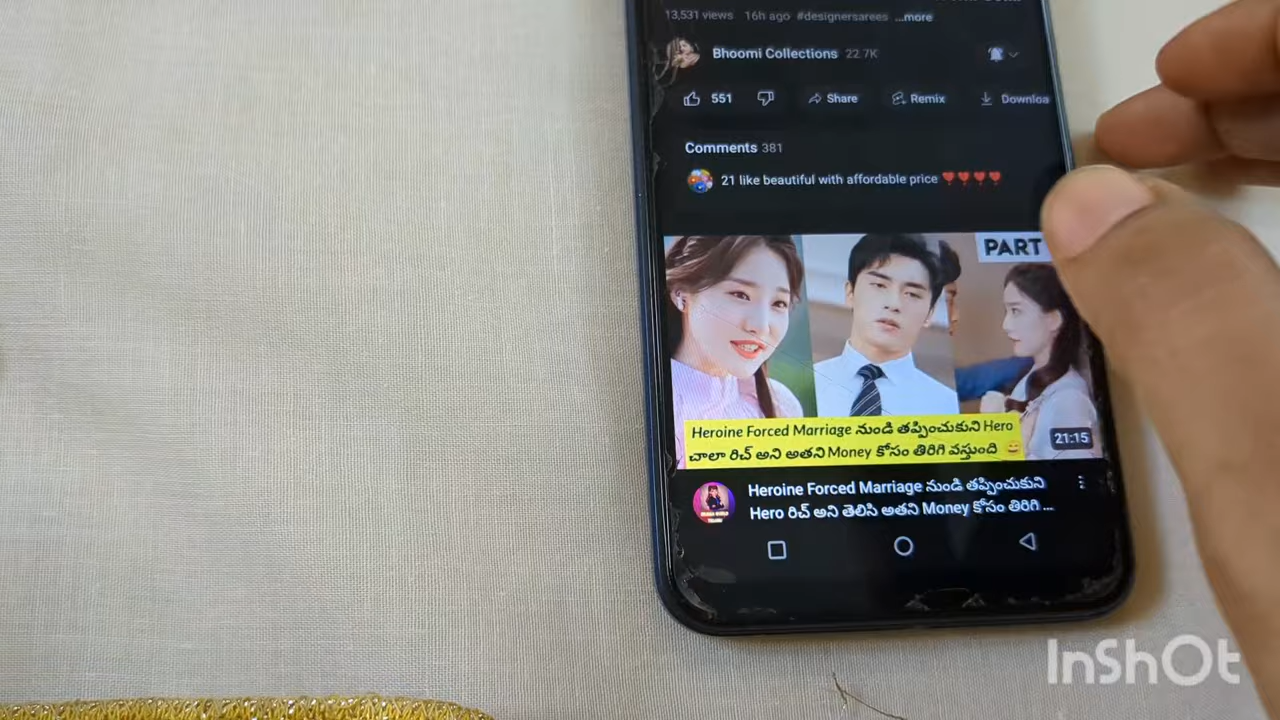 13,531 views 16h ago #designersarees ...more
Bhoomi Collections 22.7K
551 Share Remix Downloa
Comments 381
21 like beautiful with affordable price ❣❣❣❣
PART
Heroine Forced Marriage నుండి తప్పించుకుని Hero
చాలా రిచ్ అని అతని Money కోసం తిరిగి వస్తుంది 😄
21:15
Heroine Forced Marriage నుండి తప్పించుకుని
Hero రిచ్ అని తెలిసి అతని Money కోసం తిరిగి ...
InShOt